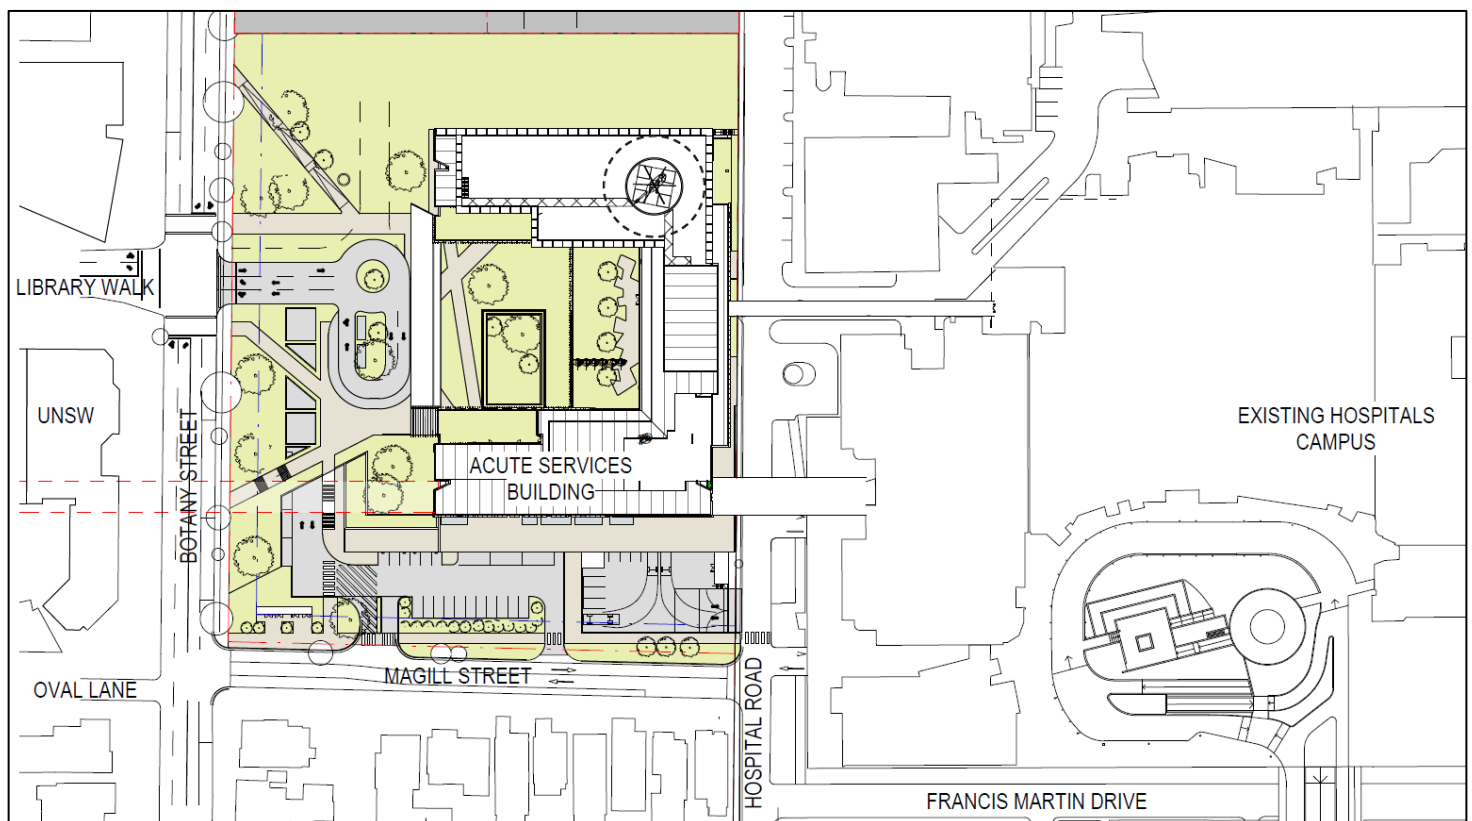 LIBRARY WALK
UNSW
BOTANY STREET
ACUTE SERVICES
BUILDING
EXISTING HOSPITALS
CAMPUS
MAGILL STREET
OVAL LANE
HOSPITAL ROAD
FRANCIS MARTIN DRIVE